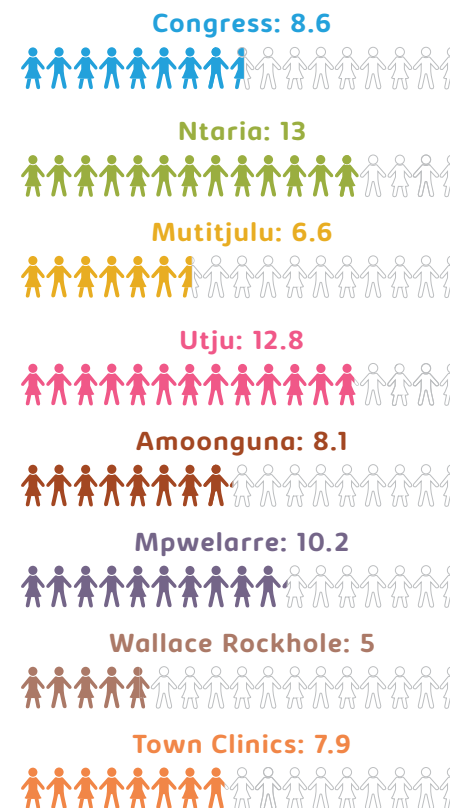 Congress: 8.6
Ntaria: 13
Mutitjulu: 6.6
Utju: 12.8
Amoonguna: 8.1
Mpwelarre: 10.2
Wallace Rockhole: 5
Town Clinics: 7.9